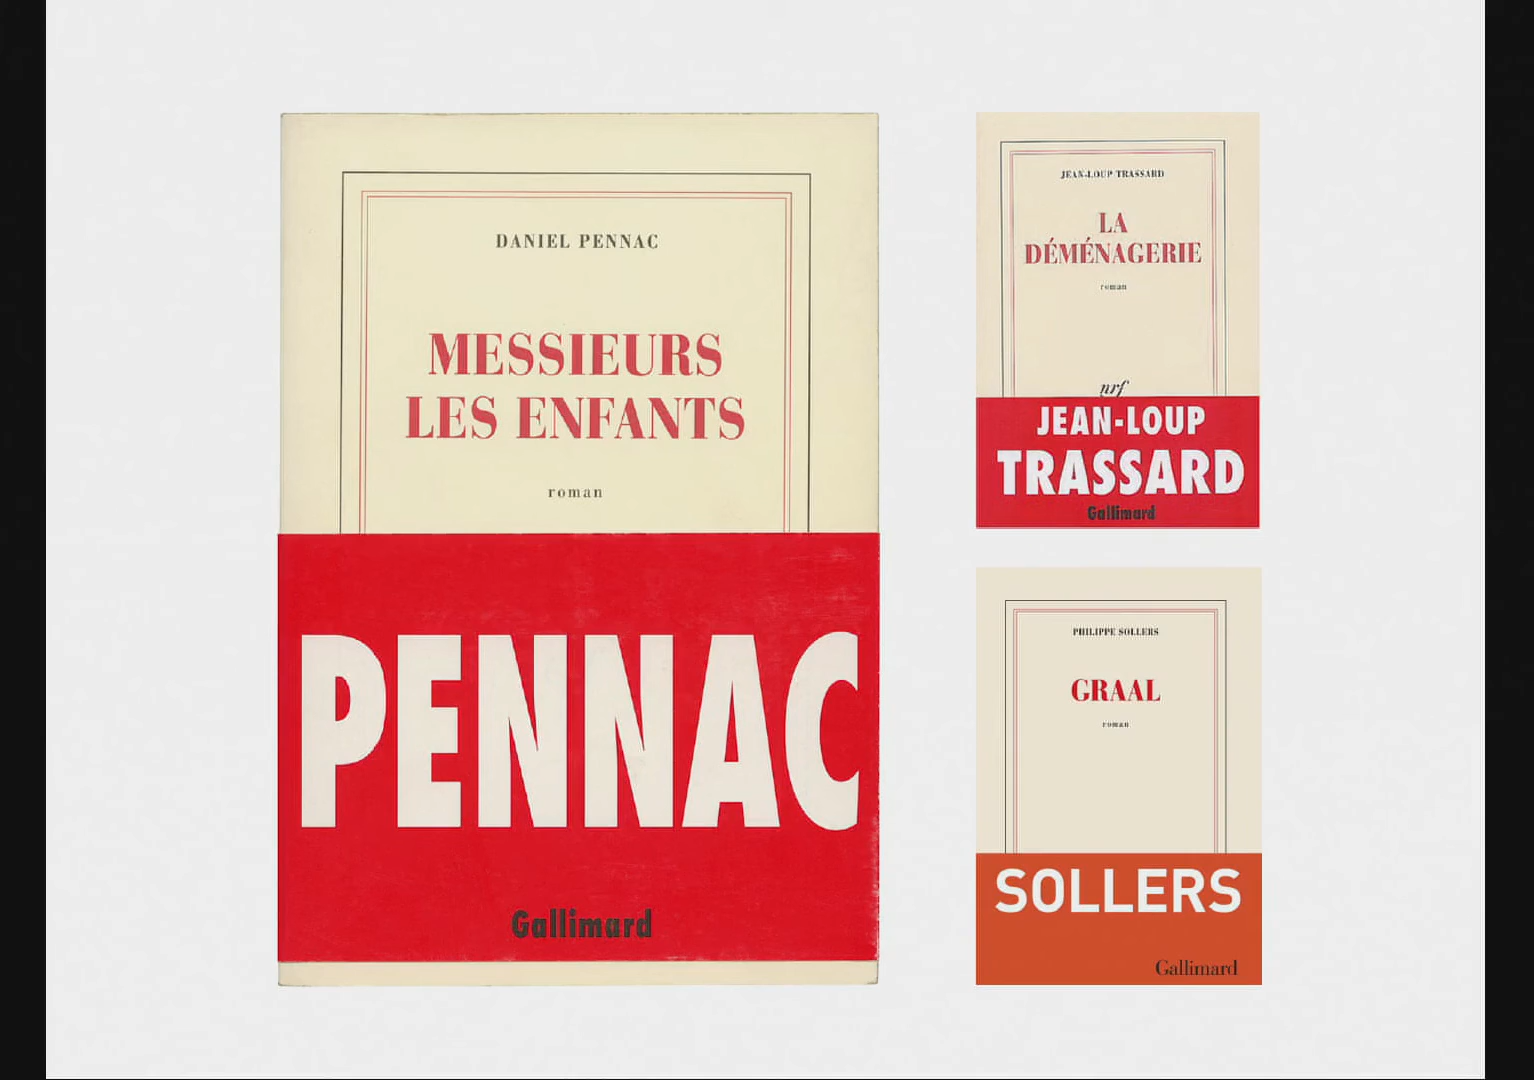 DANIEL PENNAC
MESSIEURS
LES ENFANTS
roman
PENNAC
Gallimard
JEAN-LOUP TRASSARD
LA
DÉMÉNAGERIE
roman
nrf
JEAN-LOUP
TRASSARD
Gallimard
PHILIPPE SOLLERS
GRAAL
roman
SOLLERS
Gallimard